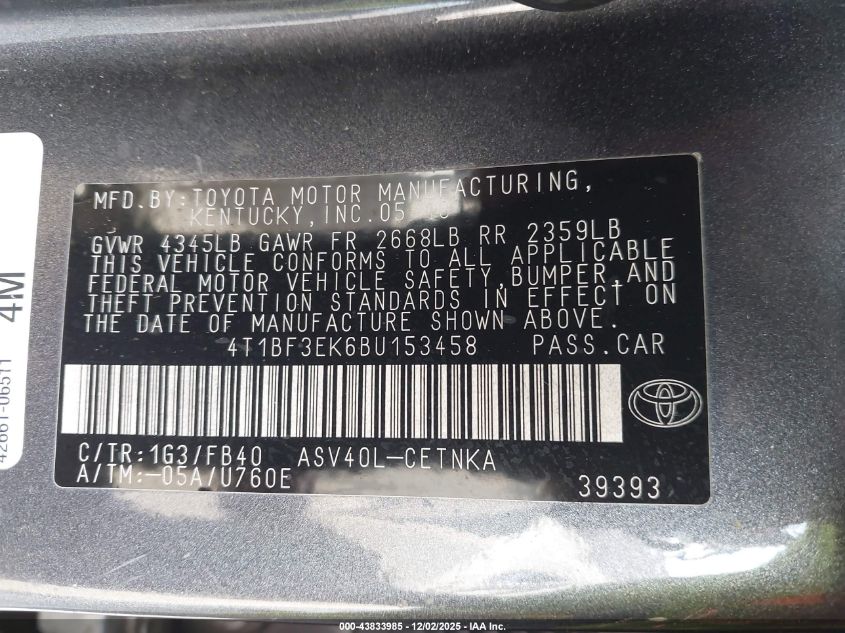 MFD.BY:TOYOTA MOTOR MANUFACTURING,
KENTUCKY,INC.05
GVWR 4345LB GAWR FR 2668LB RR 2359LB
THIS VEHICLE CONFORMS TO ALL APPLICABLE
FEDERAL MOTOR VEHICLE SAFETY,BUMPER,AND
THEFT PREVENTION STANDARDS IN EFFECT ON
THE DATE OF MANUFACTURE SHOWN ABOVE.
4T1BF3EK6BU153458 PASS.CAR
C/TR:1G3/FB40 ASV40L-CETNKA
A/TM:-05A/U760E 39393
4M
42661-06511
000-43833985 - 12/02/2025 - IAA Inc.